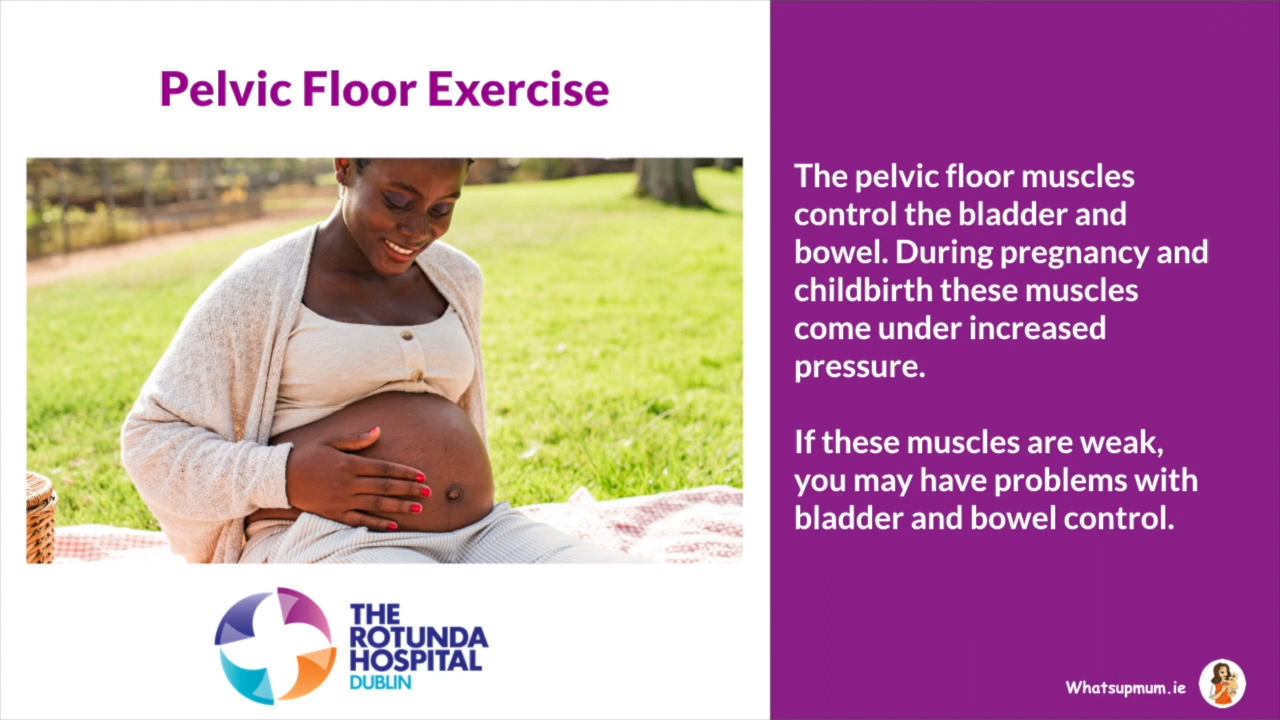 Pelvic Floor Exercise
THE
ROTUNDA
HOSPITAL
DUBLIN
The pelvic floor muscles
control the bladder and
bowel. During pregnancy and
childbirth these muscles
come under increased
pressure.
If these muscles are weak,
you may have problems with
bladder and bowel control.
Whatsupmum.ie